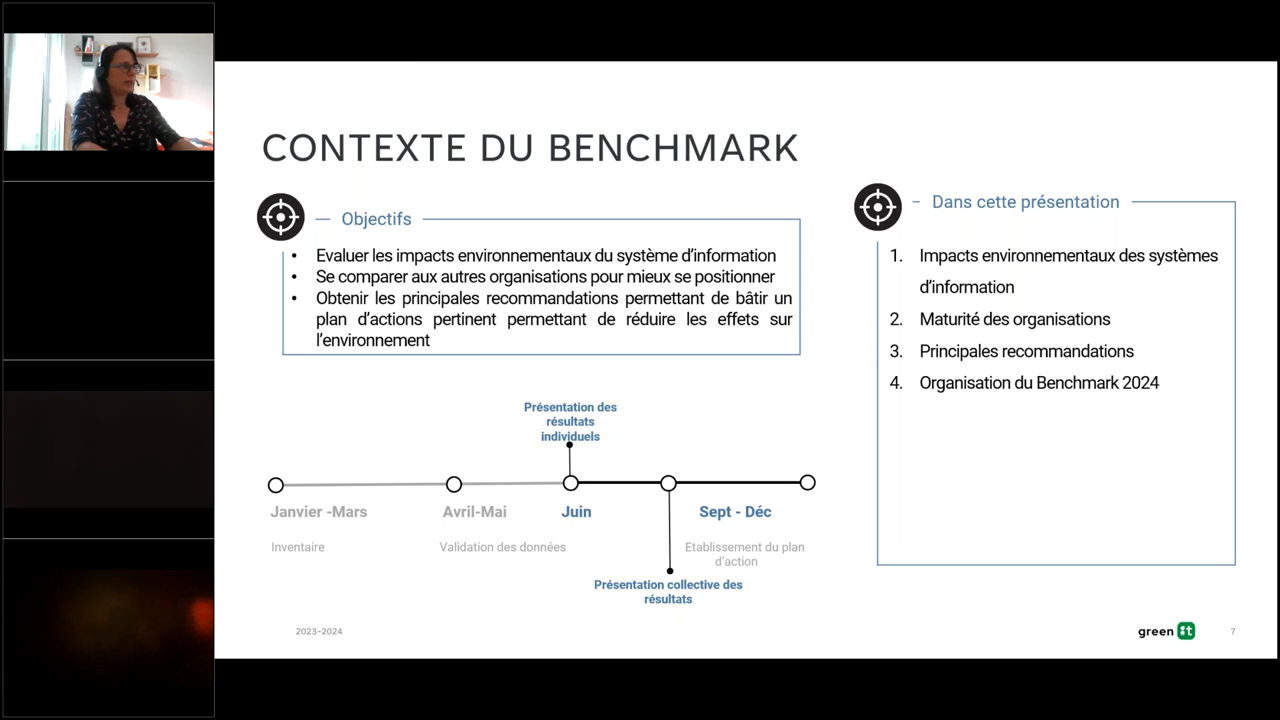 CONTEXTE DU BENCHMARK
Objectifs
• Evaluer les impacts environnementaux du système d'information
• Se comparer aux autres organisations pour mieux se positionner
• Obtenir les principales recommandations permettant de bâtir un
plan d'actions pertinent permettant de réduire les effets sur
l'environnement
Dans cette présentation
1. Impacts environnementaux des systèmes
d'information
2. Maturité des organisations
3. Principales recommandations
4. Organisation du Benchmark 2024
Présentation des
résultats
individuels
Janvier -Mars
Avril-Mai
Juin
Sept - Déc
Inventaire
Validation des données
Etablissement du plan
d'action
Présentation collective des
résultats
2023-2024
green it
7